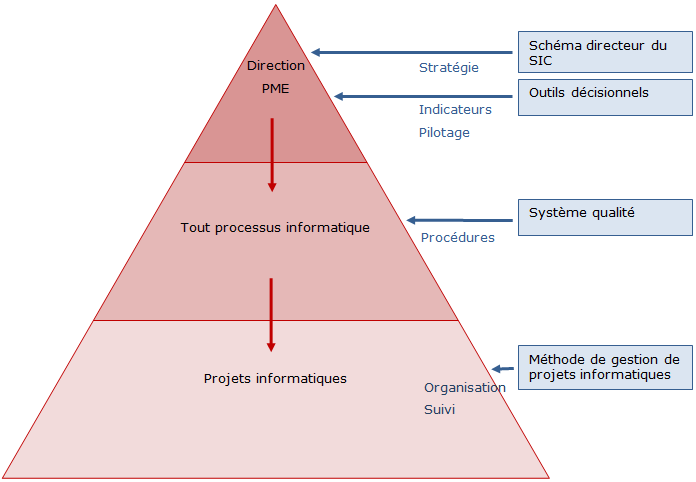 Direction
PME
Stratégie
Schéma directeur du
SIC
Indicateurs
Pilotage
Outils décisionnels
Tout processus informatique
Procédures
Système qualité
Projets informatiques
Organisation
Suivi
Méthode de gestion de
projets informatiques